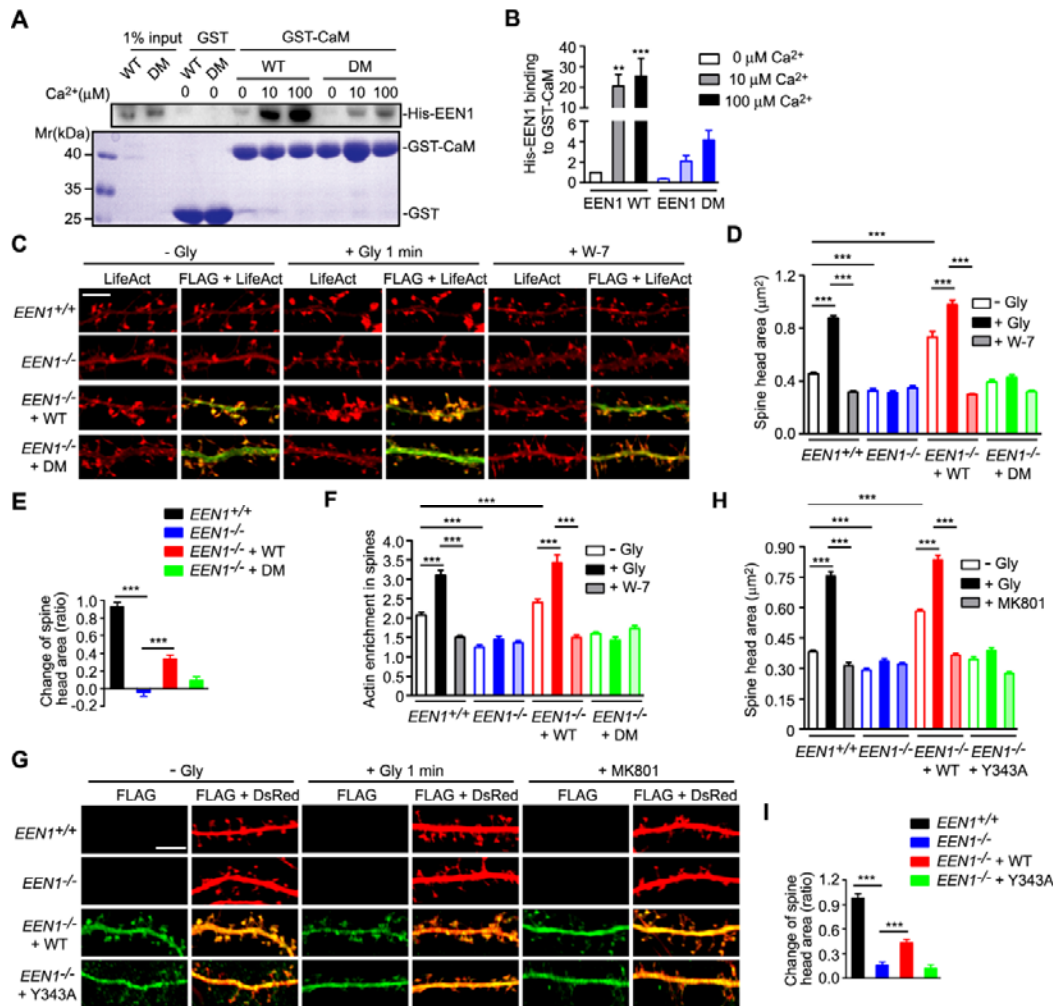 A
1% input GST GST-CaM
WT DM WT DM WT DM
Ca2+(μM) 0 0 0 10 100 0 10 100
-His-EEN1
Mr(kDa)
40
35
25
-GST-CaM
-GST
B
His-EEN1 binding
to GST-CaM
40
30
20
10
6
4
2
0
** ***
0 μM Ca2+
10 μM Ca2+
100 μM Ca2+
EEN1 WT EEN1 DM
C
- Gly + Gly 1 min + W-7
LifeAct FLAG + LifeAct LifeAct FLAG + LifeAct LifeAct FLAG + LifeAct
EEN1+/+
EEN1-/-
EEN1-/-
+ WT
EEN1-/-
+ DM
D
Spine head area (μm2)
1.2
0.8
0.4
0
***
*** ***
*** *** ***
- Gly
+ Gly
+ W-7
EEN1+/+ EEN1-/- EEN1-/- EEN1-/-
+ WT + DM
E
EEN1+/+
EEN1-/-
EEN1-/- + WT
EEN1-/- + DM
Change of spine
head area (ratio)
1.0
0.8
0.6
0.4
0.2
0.0
-0.2
***
***
F
Actin enrichment in spines
4.0
3.5
3.0
2.5
2.0
1.5
1.0
.5
0
***
*** ***
*** *** ***
- Gly
+ Gly
+ W-7
EEN1+/+ EEN1-/- EEN1-/- EEN1-/-
+ WT + DM
H
Spine head area (μm2)
0.90
0.75
0.60
0.45
0.30
0.15
0
***
***
*** *** *** ***
- Gly
+ Gly
+ MK801
EEN1+/+ EEN1-/- EEN1-/- EEN1-/-
+ WT + Y343A
G
- Gly + Gly 1 min + MK801
FLAG FLAG + DsRed FLAG FLAG + DsRed FLAG FLAG + DsRed
EEN1+/+
EEN1-/-
EEN1-/-
+ WT
EEN1-/-
+ Y343A
I
EEN1+/+
EEN1-/-
EEN1-/- + WT
EEN1-/- + Y343A
Change of spine
head area (ratio)
1.2
0.9
0.6
0.3
0.0
***
***